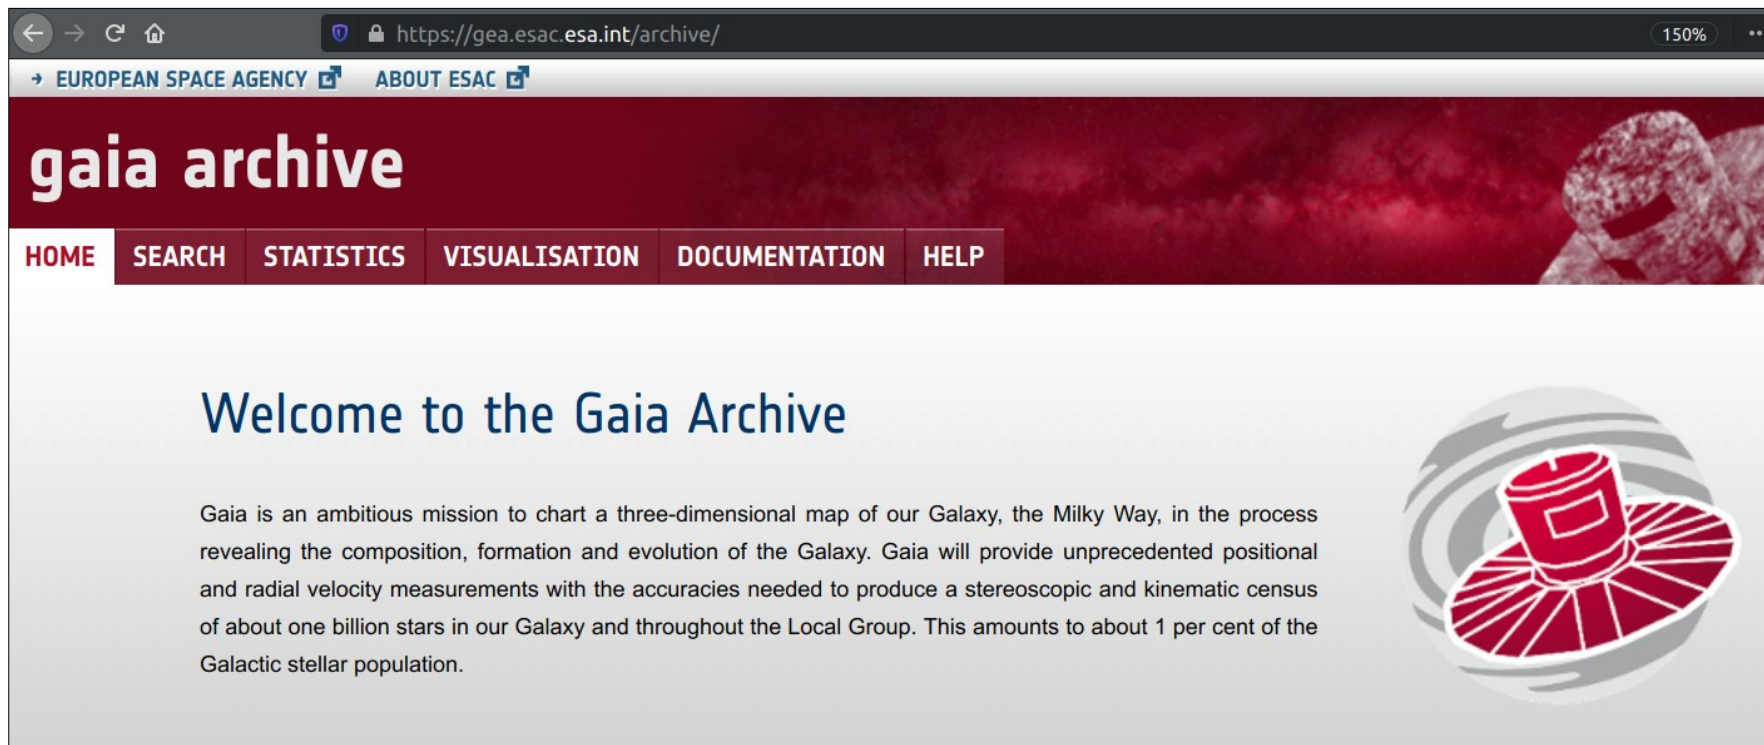 https://gea.esac.esa.int/archive/
150%
EUROPEAN SPACE AGENCY ABOUT ESAC
gaia archive
HOME SEARCH STATISTICS VISUALISATION DOCUMENTATION HELP
Welcome to the Gaia Archive
Gaia is an ambitious mission to chart a three-dimensional map of our Galaxy, the Milky Way, in the process
revealing the composition, formation and evolution of the Galaxy. Gaia will provide unprecedented positional
and radial velocity measurements with the accuracies needed to produce a stereoscopic and kinematic census
of about one billion stars in our Galaxy and throughout the Local Group. This amounts to about 1 per cent of the
Galactic stellar population.